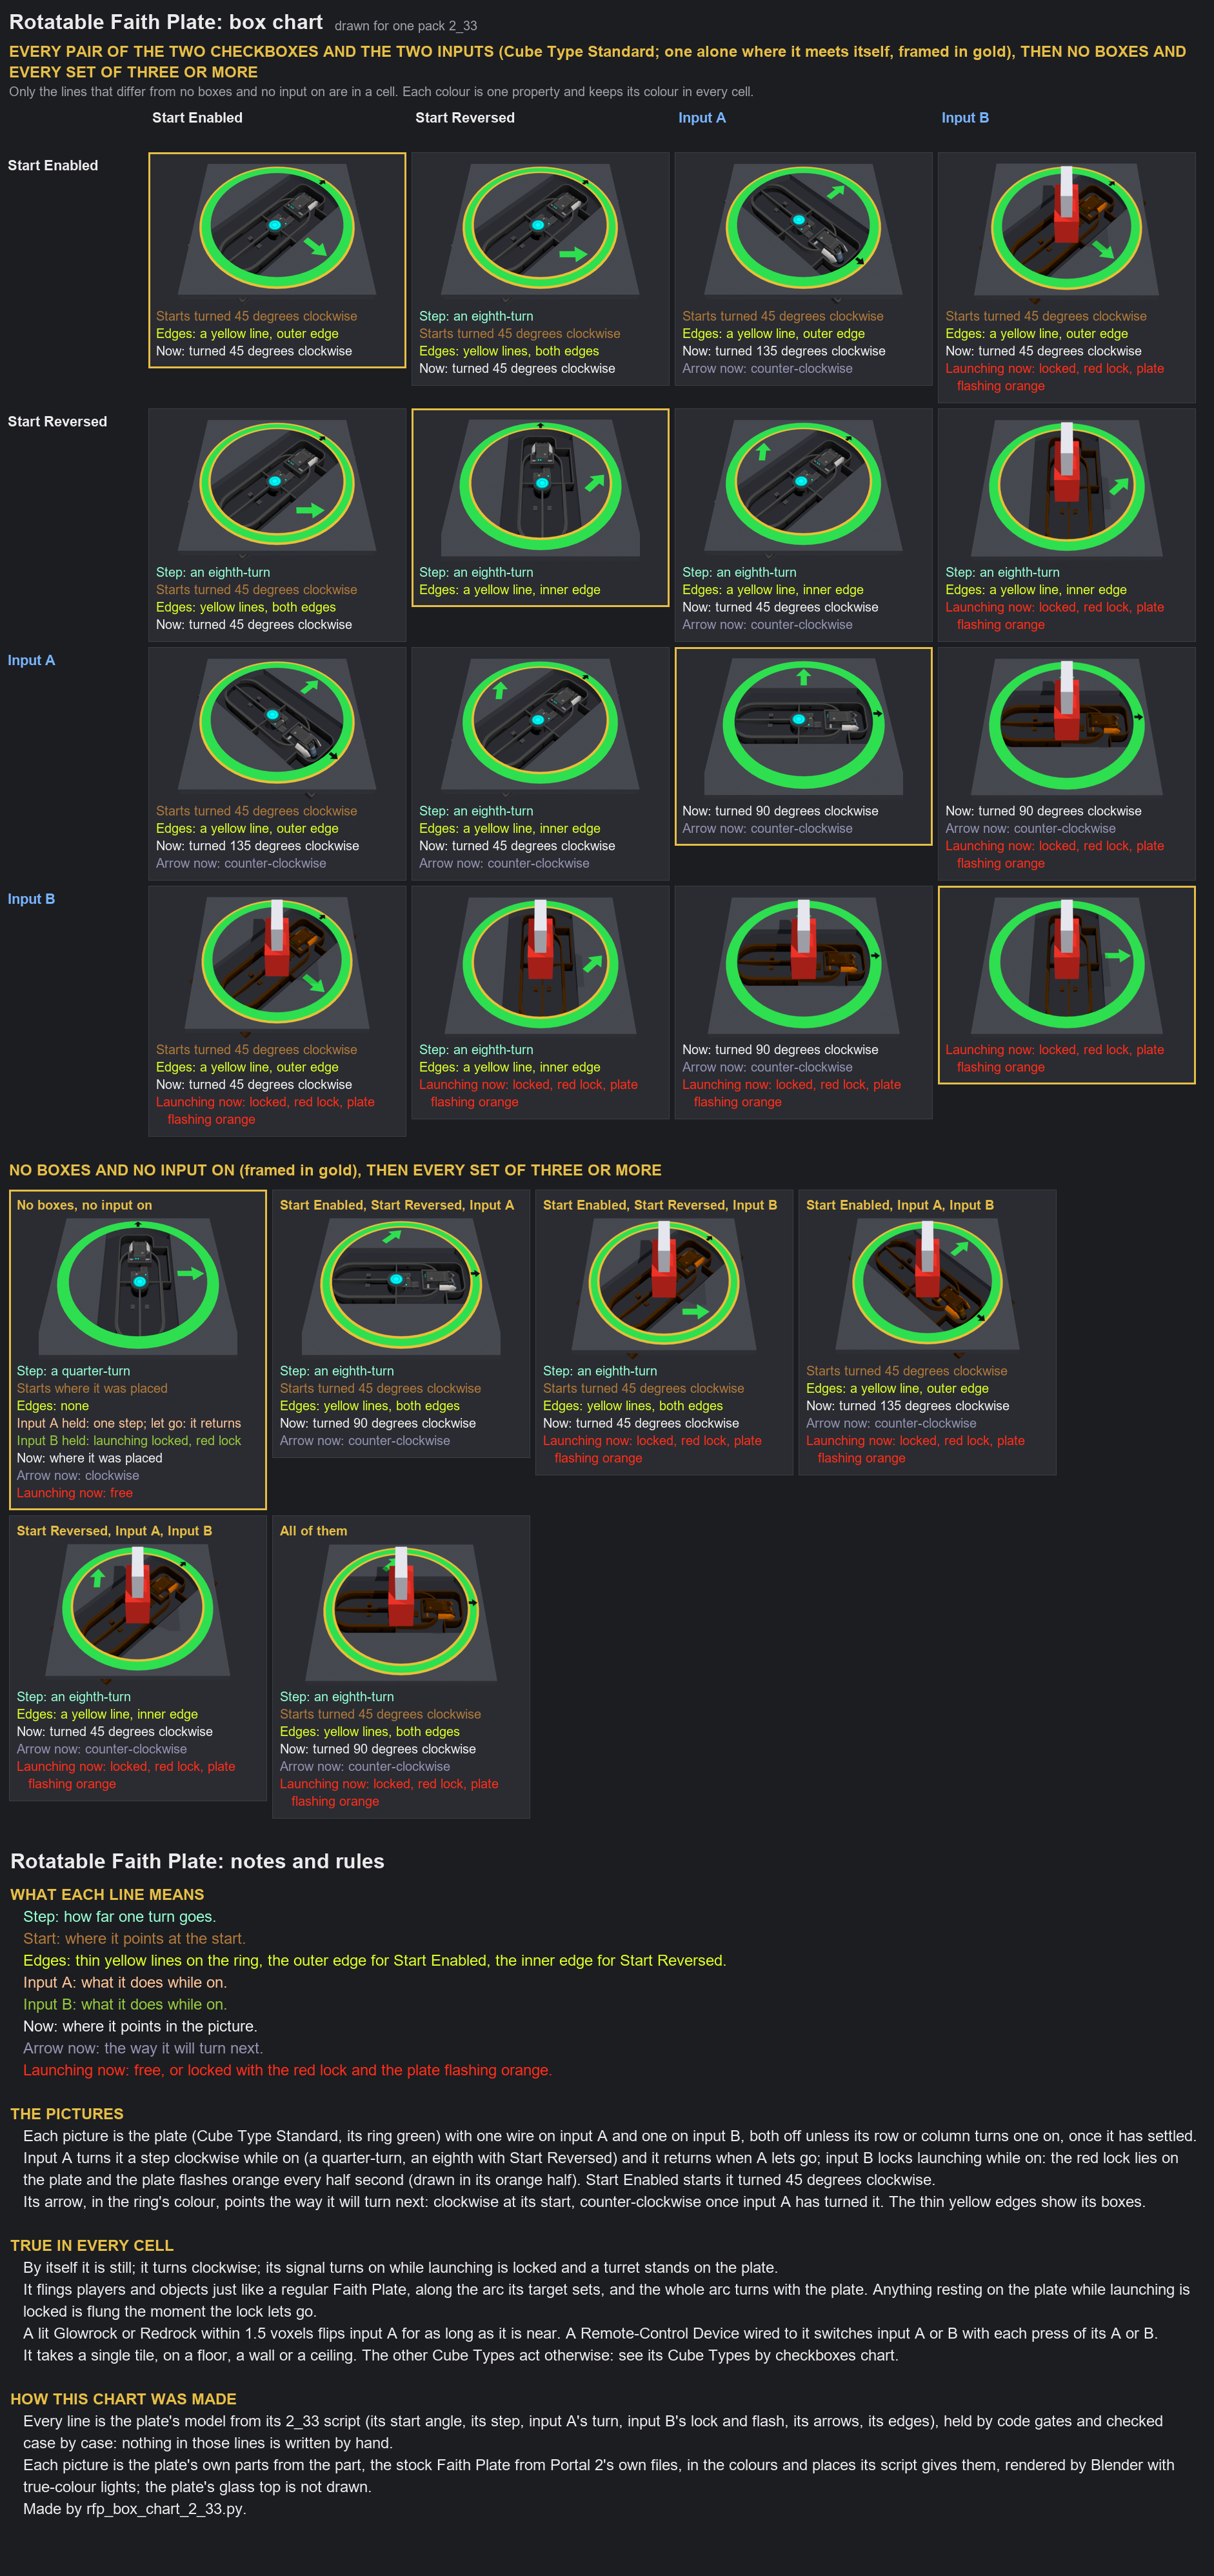 Rotatable Faith Plate: box chart drawn for one pack 2_33
EVERY PAIR OF THE TWO CHECKBOXES AND THE TWO INPUTS (Cube Type Standard; one alone where it meets itself, framed in gold), THEN NO BOXES AND
EVERY SET OF THREE OR MORE
Only the lines that differ from no boxes and no input on are in a cell. Each colour is one property and keeps its colour in every cell.
Start Enabled
Start Reversed
Input A
Input B
Start Enabled
Starts turned 45 degrees clockwise
Edges: a yellow line, outer edge
Now: turned 45 degrees clockwise
Step: an eighth-turn
Starts turned 45 degrees clockwise
Edges: yellow lines, both edges
Now: turned 45 degrees clockwise
Starts turned 45 degrees clockwise
Edges: a yellow line, outer edge
Now: turned 135 degrees clockwise
Arrow now: counter-clockwise
Starts turned 45 degrees clockwise
Edges: a yellow line, outer edge
Now: turned 45 degrees clockwise
Launching now: locked, red lock, plate
flashing orange
Start Reversed
Step: an eighth-turn
Starts turned 45 degrees clockwise
Edges: yellow lines, both edges
Now: turned 45 degrees clockwise
Step: an eighth-turn
Edges: a yellow line, inner edge
Step: an eighth-turn
Edges: a yellow line, inner edge
Now: turned 45 degrees clockwise
Arrow now: counter-clockwise
Step: an eighth-turn
Edges: a yellow line, inner edge
Launching now: locked, red lock, plate
flashing orange
Input A
Starts turned 45 degrees clockwise
Edges: a yellow line, outer edge
Now: turned 135 degrees clockwise
Arrow now: counter-clockwise
Step: an eighth-turn
Edges: a yellow line, inner edge
Now: turned 45 degrees clockwise
Arrow now: counter-clockwise
Now: turned 90 degrees clockwise
Arrow now: counter-clockwise
Now: turned 90 degrees clockwise
Arrow now: counter-clockwise
Launching now: locked, red lock, plate
flashing orange
Input B
Starts turned 45 degrees clockwise
Edges: a yellow line, outer edge
Now: turned 45 degrees clockwise
Launching now: locked, red lock, plate
flashing orange
Step: an eighth-turn
Edges: a yellow line, inner edge
Launching now: locked, red lock, plate
flashing orange
Now: turned 90 degrees clockwise
Arrow now: counter-clockwise
Launching now: locked, red lock, plate
flashing orange
Launching now: locked, red lock, plate
flashing orange
NO BOXES AND NO INPUT ON (framed in gold), THEN EVERY SET OF THREE OR MORE
No boxes, no input on
Step: a quarter-turn
Starts where it was placed
Edges: none
Input A held: one step; let go: it returns
Input B held: launching locked, red lock
Now: where it was placed
Arrow now: clockwise
Launching now: free
Start Enabled, Start Reversed, Input A
Step: an eighth-turn
Starts turned 45 degrees clockwise
Edges: yellow lines, both edges
Now: turned 90 degrees clockwise
Arrow now: counter-clockwise
Start Enabled, Start Reversed, Input B
Step: an eighth-turn
Starts turned 45 degrees clockwise
Edges: yellow lines, both edges
Now: turned 45 degrees clockwise
Launching now: locked, red lock, plate
flashing orange
Start Enabled, Input A, Input B
Starts turned 45 degrees clockwise
Edges: a yellow line, outer edge
Now: turned 135 degrees clockwise
Arrow now: counter-clockwise
Launching now: locked, red lock, plate
flashing orange
Start Reversed, Input A, Input B
Step: an eighth-turn
Edges: a yellow line, inner edge
Now: turned 45 degrees clockwise
Arrow now: counter-clockwise
Launching now: locked, red lock, plate
flashing orange
All of them
Step: an eighth-turn
Starts turned 45 degrees clockwise
Edges: yellow lines, both edges
Now: turned 90 degrees clockwise
Arrow now: counter-clockwise
Launching now: locked, red lock, plate
flashing orange
Rotatable Faith Plate: notes and rules
WHAT EACH LINE MEANS
Step: how far one turn goes.
Start: where it points at the start.
Edges: thin yellow lines on the ring, the outer edge for Start Enabled, the inner edge for Start Reversed.
Input A: what it does while on.
Input B: what it does while on.
Now: where it points in the picture.
Arrow now: the way it will turn next.
Launching now: free, or locked with the red lock and the plate flashing orange.
THE PICTURES
Each picture is the plate (Cube Type Standard, its ring green) with one wire on input A and one on input B, both off unless its row or column turns one on, once it has settled.
Input A turns it a step clockwise while on (a quarter-turn, an eighth with Start Reversed) and it returns when A lets go; input B locks launching while on: the red lock lies on
the plate and the plate flashes orange every half second (drawn in its orange half). Start Enabled starts it turned 45 degrees clockwise.
Its arrow, in the ring's colour, points the way it will turn next: clockwise at its start, counter-clockwise once input A has turned it. The thin yellow edges show its boxes.
TRUE IN EVERY CELL
By itself it is still; it turns clockwise; its signal turns on while launching is locked and a turret stands on the plate.
It flings players and objects just like a regular Faith Plate, along the arc its target sets, and the whole arc turns with the plate. Anything resting on the plate while launching is
locked is flung the moment the lock lets go.
A lit Glowrock or Redrock within 1.5 voxels flips input A for as long as it is near. A Remote-Control Device wired to it switches input A or B with each press of its A or B.
It takes a single tile, on a floor, a wall or a ceiling. The other Cube Types act otherwise: see its Cube Types by checkboxes chart.
HOW THIS CHART WAS MADE
Every line is the plate's model from its 2_33 script (its start angle, its step, input A's turn, input B's lock and flash, its arrows, its edges), held by code gates and checked
case by case: nothing in those lines is written by hand.
Each picture is the plate's own parts from the part, the stock Faith Plate from Portal 2's own files, in the colours and places its script gives them, rendered by Blender with
true-colour lights; the plate's glass top is not drawn.
Made by rfp_box_chart_2_33.py.